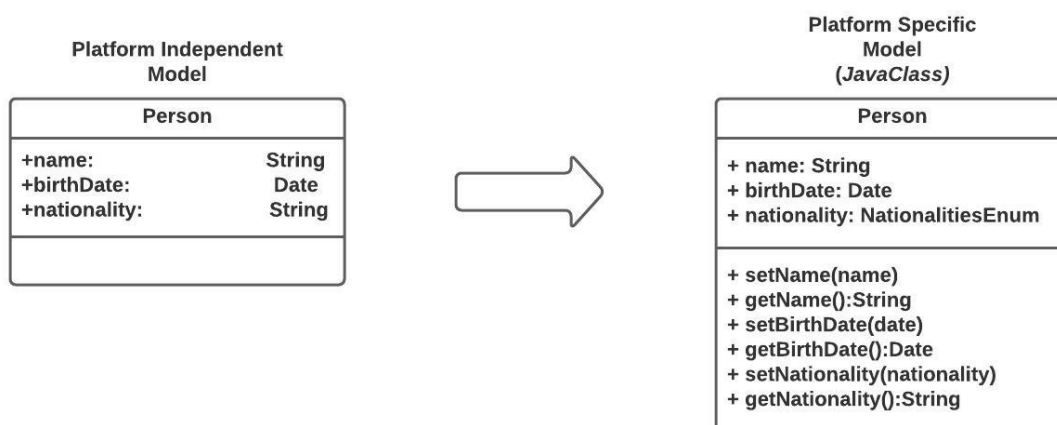 Platform Independent
Model
Person
+name: String
+birthDate: Date
+nationality: String
Platform Specific
Model
(JavaClass)
Person
+ name: String
+ birthDate: Date
+ nationality: NationalitiesEnum
+ setName(name)
+ getName():String
+ setBirthDate(date)
+ getBirthDate():Date
+ setNationality(nationality)
+ getNationality():String